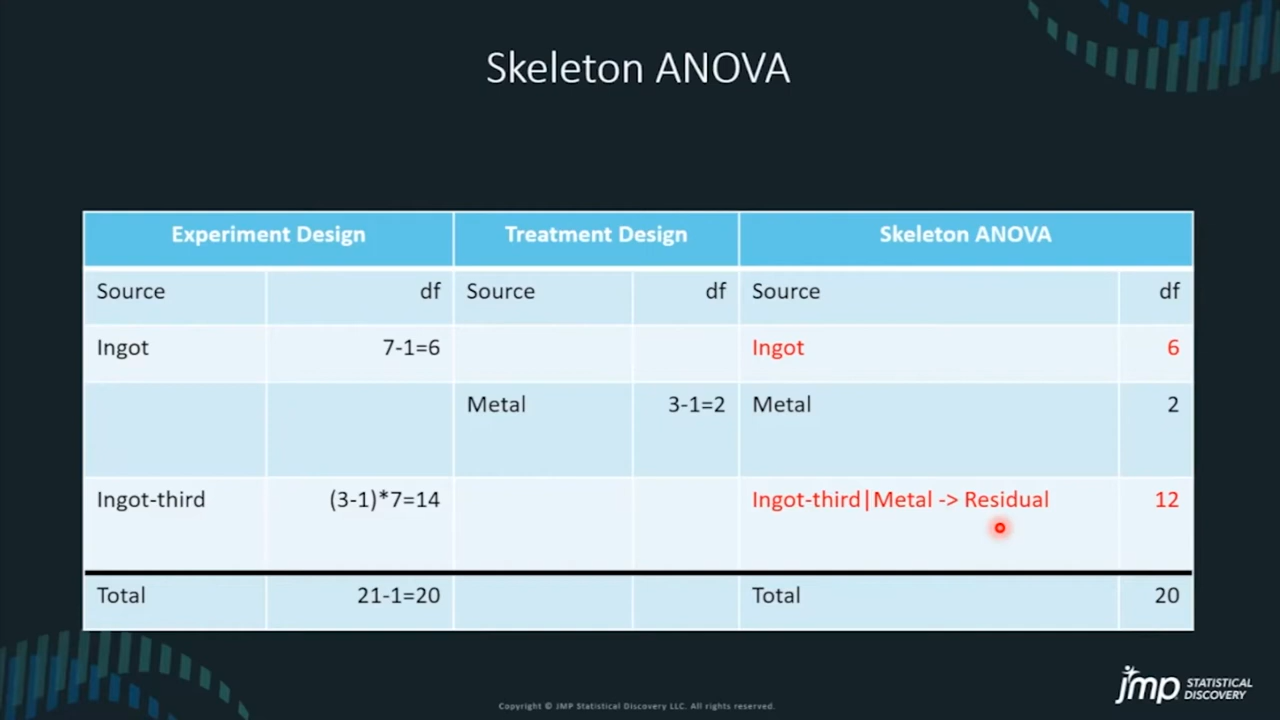 Skeleton ANOVA
Experiment Design Treatment Design Skeleton ANOVA
Source df Source df Source df
Ingot 7-1=6 Ingot 6
Metal 3-1=2 Metal 2
Ingot-third (3-1)*7=14 Ingot-third|Metal -> Residual 12
Total 21-1=20 Total 20
jmp STATISTICAL DISCOVERY
Copyright © JMP Statistical Discovery LLC. All rights reserved.